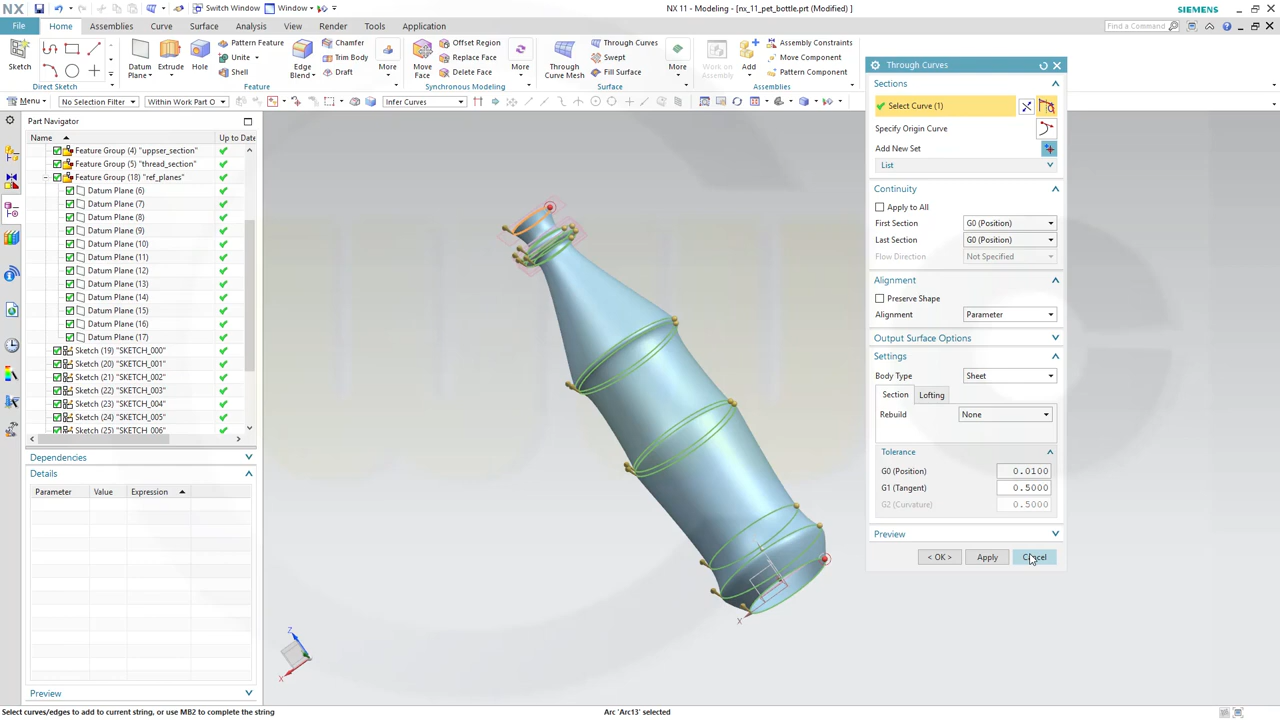 Switch Window Window NX 11 - Modeling - [nx_11_pet_bottle.prt (Modified) ] SIEMENS
File Home Assemblies Curve Surface Analysis View Render Tools Application Find a Command
Sketch Datum Plane Extrude Hole Pattern Feature Unite Shell Edge Blend Chamfer Trim Body Draft More Move Face Offset Region Replace Face Delete Face More Through Curve Mesh Through Curves Swept Fill Surface More Work on Assembly Add Assembly Constraints Move Component Pattern Component
Direct Sketch Feature Synchronous Modeling Surface Assemblies
Menu No Selection Filter Within Work Part O Infer Curves
Part Navigator
Name Up to Date
Feature Group (4) "uppser_section"
Feature Group (5) "thread_section"
Feature Group (18) "ref_planes"
Datum Plane (6)
Datum Plane (7)
Datum Plane (8)
Datum Plane (9)
Datum Plane (10)
Datum Plane (11)
Datum Plane (12)
Datum Plane (13)
Datum Plane (14)
Datum Plane (15)
Datum Plane (16)
Datum Plane (17)
Sketch (19) "SKETCH_000"
Sketch (20) "SKETCH_001"
Sketch (21) "SKETCH_002"
Sketch (22) "SKETCH_003"
Sketch (23) "SKETCH_004"
Sketch (24) "SKETCH_005"
Sketch (25) "SKETCH_006"
Dependencies
Details
Parameter Value Expression
Preview
X
Z
X
Through Curves
Sections
Select Curve (1)
Specify Origin Curve
Add New Set
List
Continuity
Apply to All
First Section G0 (Position)
Last Section G0 (Position)
Flow Direction Not Specified
Alignment
Preserve Shape
Alignment Parameter
Output Surface Options
Settings
Body Type Sheet
Section Lofting
Rebuild None
Tolerance
G0 (Position) 0.0100
G1 (Tangent) 0.5000
G2 (Curvature) 0.5000
Preview
< OK > Apply Cancel
Select curves/edges to add to current string, or use MB2 to complete the string Arc 'Arc13' selected